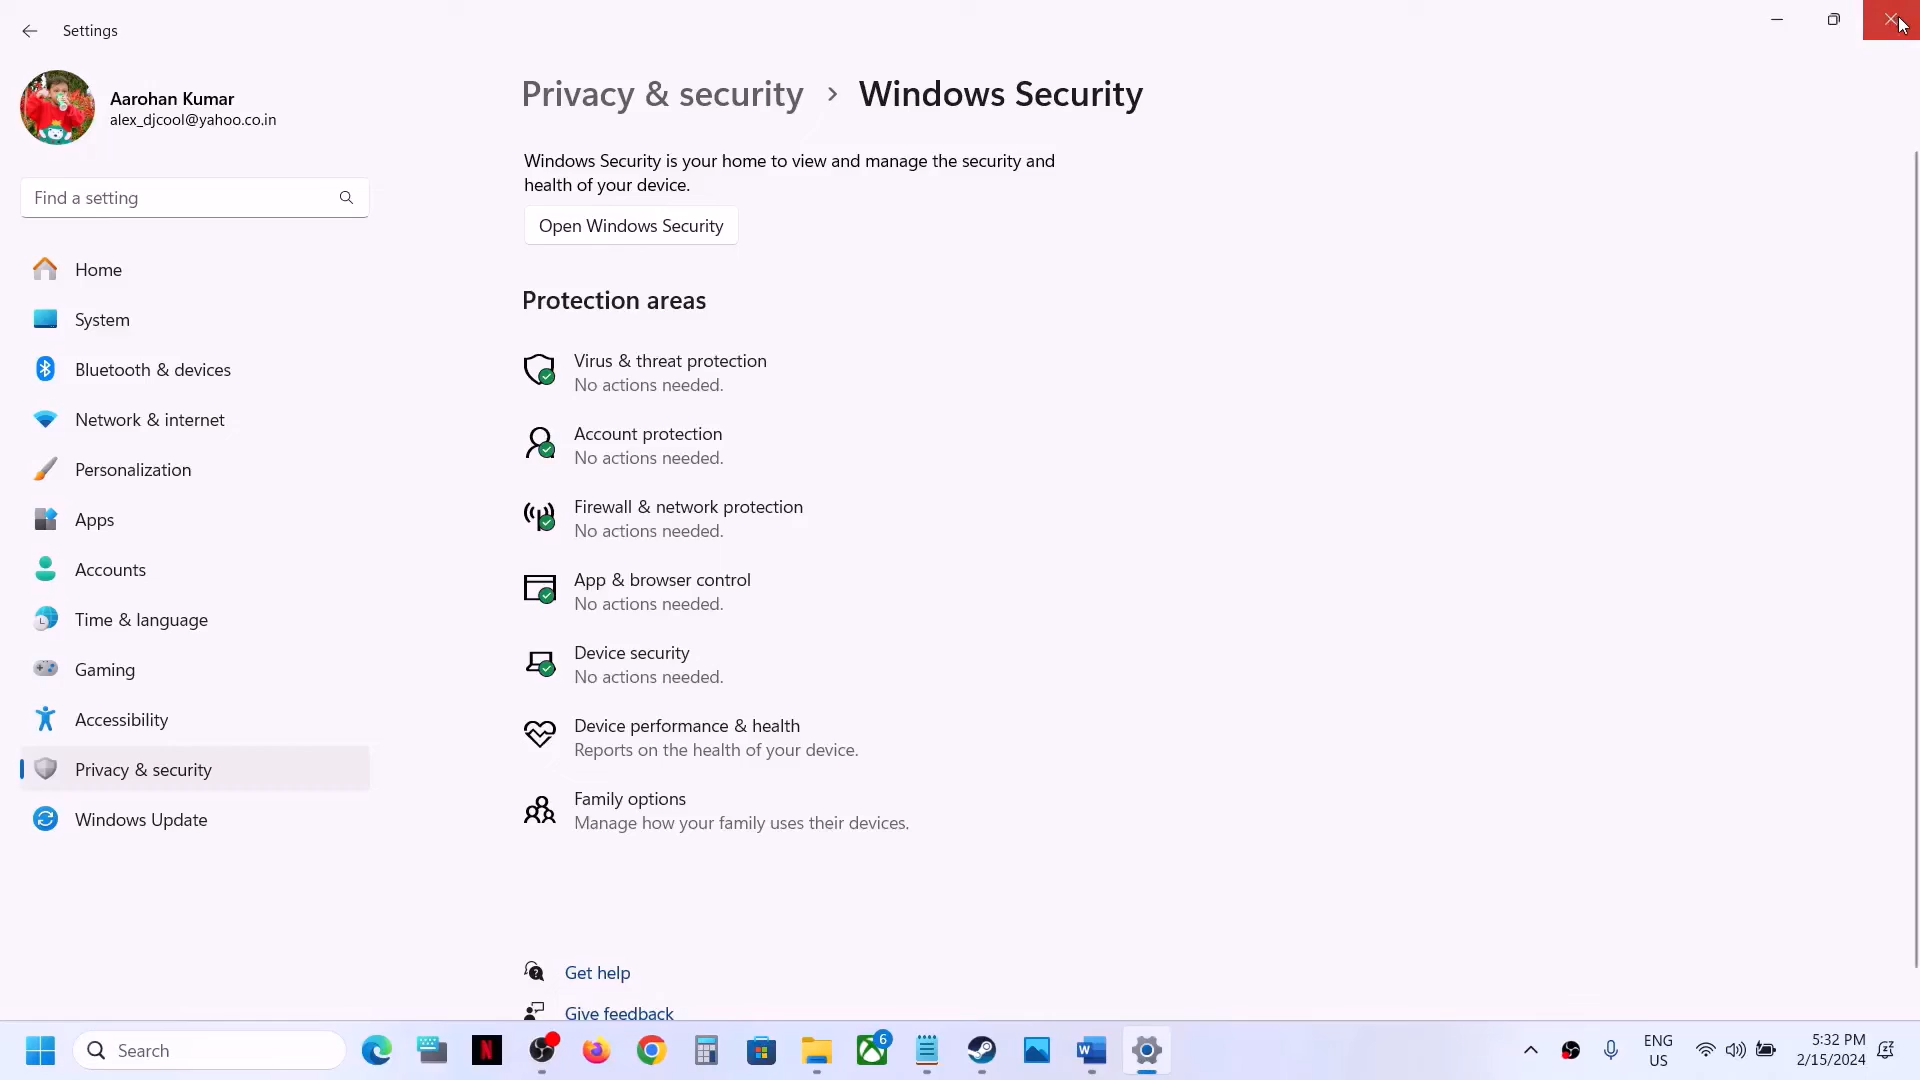 Settings
Aarohan Kumar
alex_djcool@yahoo.co.in
Find a setting
Home
System
Bluetooth & devices
Network & internet
Personalization
Apps
Accounts
Time & language
Gaming
Accessibility
Privacy & security
Windows Update
Privacy & security > Windows Security
Windows Security is your home to view and manage the security and
health of your device.
Open Windows Security
Protection areas
Virus & threat protection
No actions needed.
Account protection
No actions needed.
Firewall & network protection
No actions needed.
App & browser control
No actions needed.
Device security
No actions needed.
Device performance & health
Reports on the health of your device.
Family options
Manage how your family uses their devices.
Get help
Give feedback
Search
N
6
W
ENG
US
5:32 PM
2/15/2024